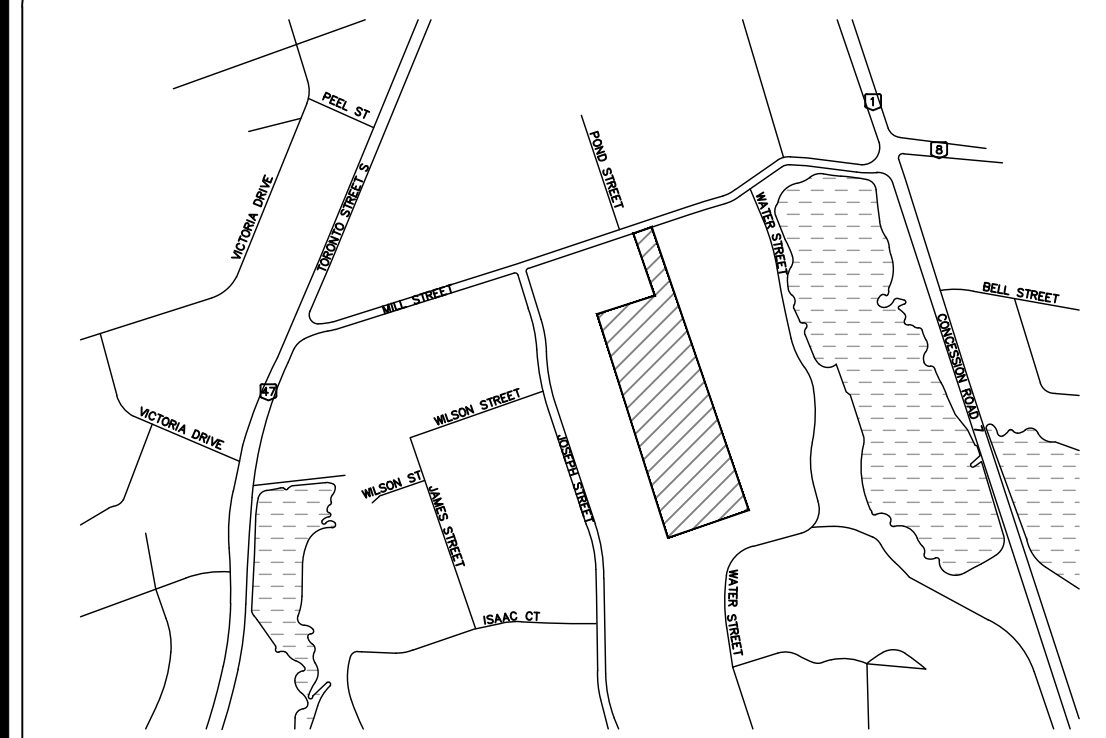 PEEL ST
1
8
POND STREET
VICTORIA DRIVE
TORONTO STREET S
WATER STREET
MILL STREET
BELL STREET
CONCESSION ROAD
47
WILSON STREET
VICTORIA DRIVE
JOSEPH STREET
WILSON ST
JAMES STREET
WATER STREET
ISAAC CT